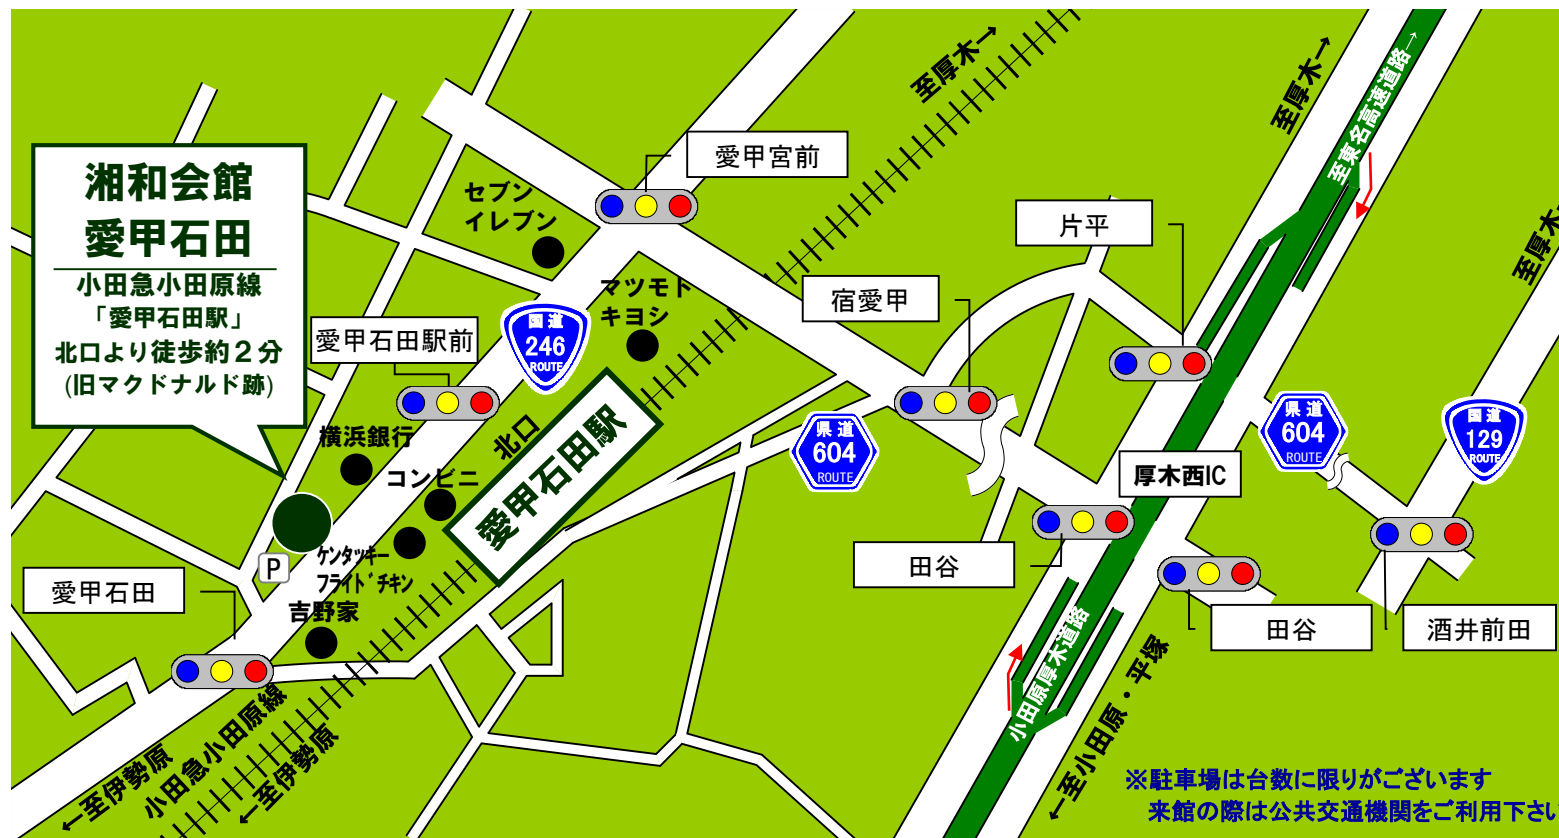 湘和会館
愛甲石田
小田急小田原線
「愛甲石田駅」
北口より徒歩約2分
(旧マクドナルド跡)
至厚木→
至厚木→
至東名高速道路→
至厚木
愛甲宮前
セブン
イレブン
片平
マツモト
キヨシ
宿愛甲
国道
246
ROUTE
愛甲石田駅前
北口
愛甲石田駅
横浜銀行
コンビニ
県道
604
ROUTE
県道
604
ROUTE
国道
129
ROUTE
厚木西IC
P
ケンタッキー
フライドチキン
吉野家
愛甲石田
田谷
田谷
酒井前田
小田原厚木道路
←至小田原・平塚
←至伊勢原
小田急小田原線
←至伊勢原
※駐車場は台数に限りがございます
来館の際は公共交通機関をご利用下さい